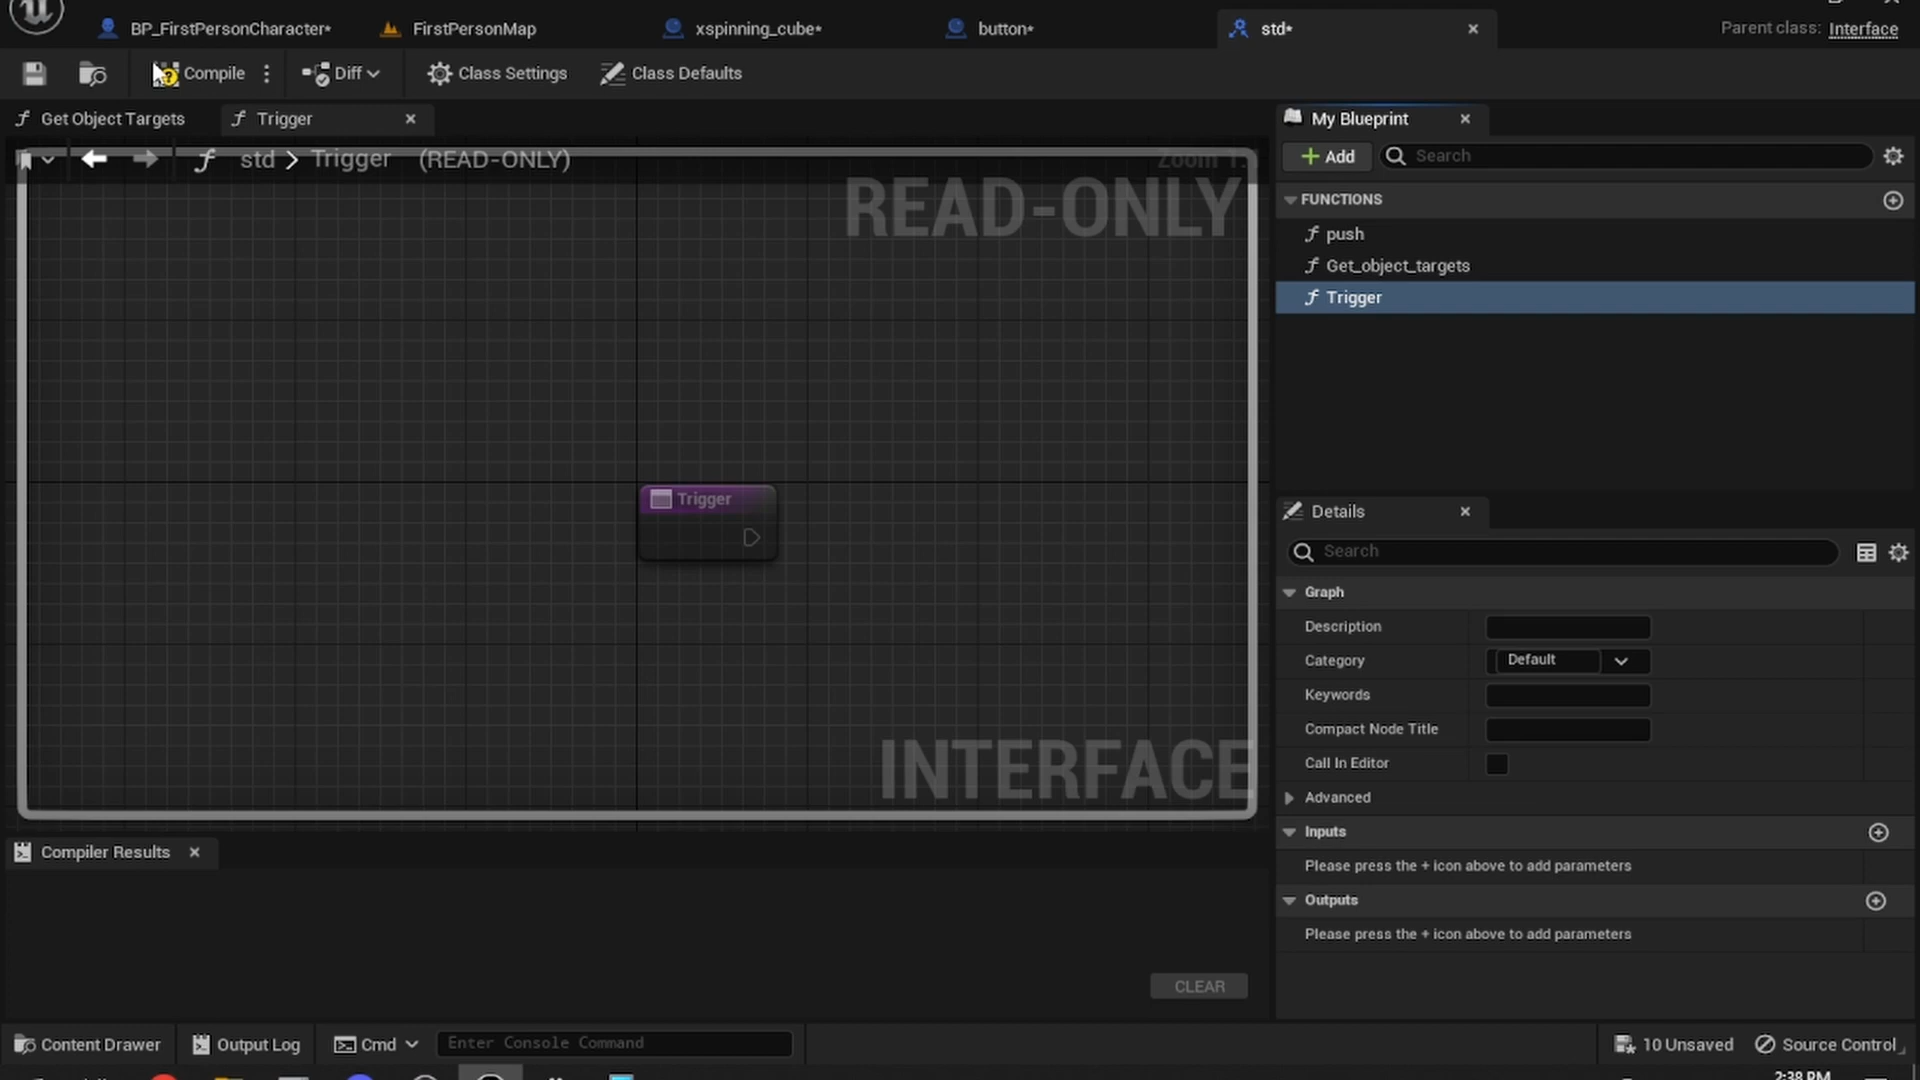 BP_FirstPersonCharacter*
FirstPersonMap
xspinning_cube*
button*
std*
Parent class: Interface
Compile
Diff
Class Settings
Class Defaults
Get Object Targets
Trigger
My Blueprint
std > Trigger (READ-ONLY)
Zoom 1:
READ-ONLY
Add
Search
FUNCTIONS
push
Get_object_targets
Trigger
Trigger
Details
Search
Graph
Description
Category
Default
Keywords
Compact Node Title
Call In Editor
Advanced
INTERFACE
Inputs
Please press the + icon above to add parameters
Outputs
Please press the + icon above to add parameters
Compiler Results
CLEAR
Content Drawer
Output Log
Cmd
Enter Console Command
10 Unsaved
Source Control
2:38 PM